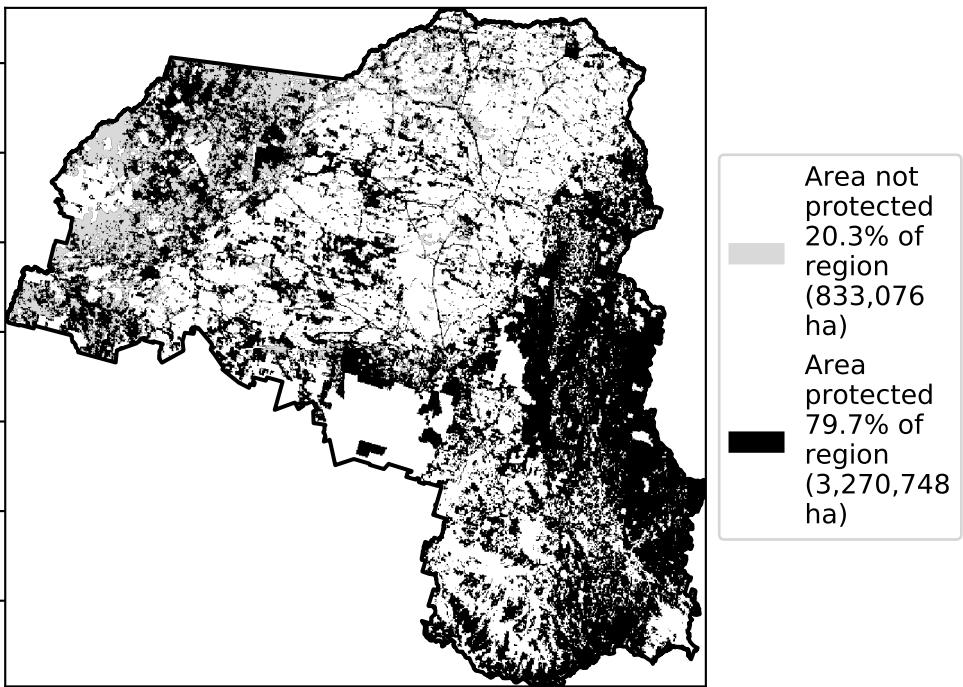 Area not
protected
20.3% of
region
(833,076
ha)
Area
protected
79.7% of
region
(3,270,748
ha)